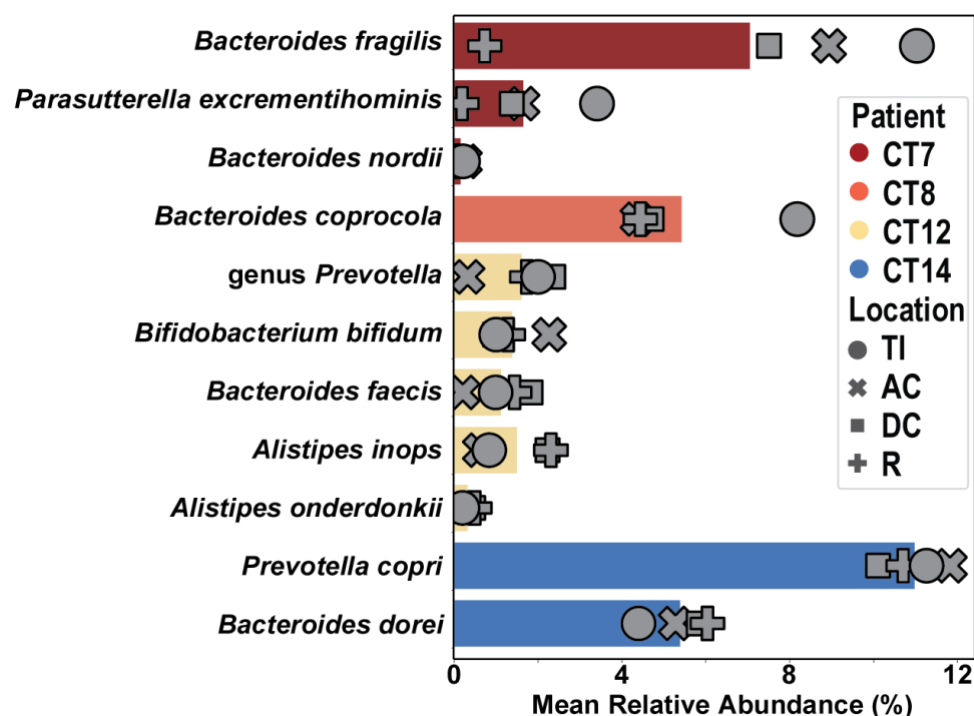 Bacteroides fragilis
Parasutterella excrementihominis
Bacteroides nordii
Bacteroides coprocola
genus Prevotella
Bifidobacterium bifidum
Bacteroides faecis
Alistipes inops
Alistipes onderdonkii
Prevotella copri
Bacteroides dorei
Patient
CT7
CT8
CT12
CT14
Location
TI
AC
DC
R
0 4 8 12
Mean Relative Abundance (%)